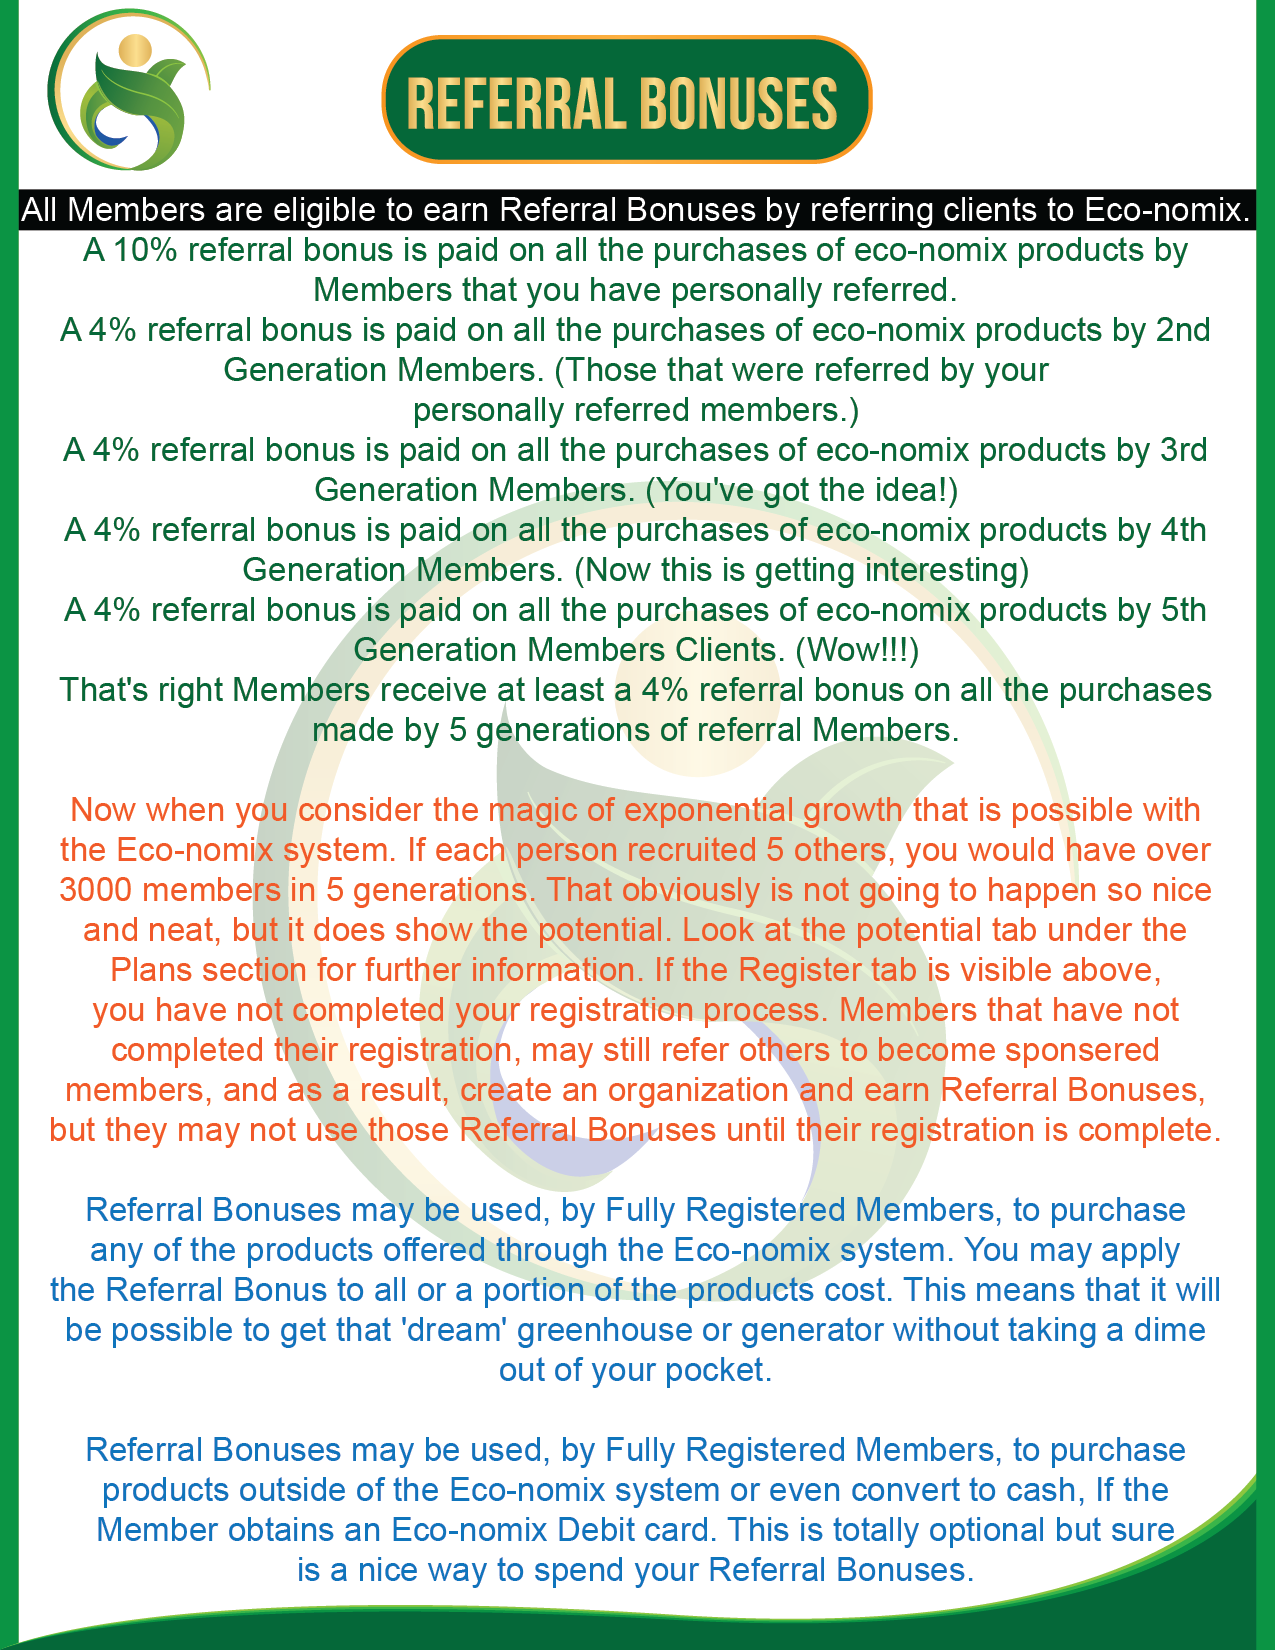 REFERRAL BONUSES
All Members are eligible to earn Referral Bonuses by referring clients to Eco-nomix.
A 10% referral bonus is paid on all the purchases of eco-nomix products by
Members that you have personally referred.
A 4% referral bonus is paid on all the purchases of eco-nomix products by 2nd
Generation Members. (Those that were referred by your
personally referred members.)
A 4% referral bonus is paid on all the purchases of eco-nomix products by 3rd
Generation Members. (You've got the idea!)
A 4% referral bonus is paid on all the purchases of eco-nomix products by 4th
Generation Members. (Now this is getting interesting)
A 4% referral bonus is paid on all the purchases of eco-nomix products by 5th
Generation Members Clients. (Wow!!!)
That's right Members receive at least a 4% referral bonus on all the purchases
made by 5 generations of referral Members.
Now when you consider the magic of exponential growth that is possible with
the Eco-nomix system. If each person recruited 5 others, you would have over
3000 members in 5 generations. That obviously is not going to happen so nice
and neat, but it does show the potential. Look at the potential tab under the
Plans section for further information. If the Register tab is visible above,
you have not completed your registration process. Members that have not
completed their registration, may still refer others to become sponsered
members, and as a result, create an organization and earn Referral Bonuses,
but they may not use those Referral Bonuses until their registration is complete.
Referral Bonuses may be used, by Fully Registered Members, to purchase
any of the products offered through the Eco-nomix system. You may apply
the Referral Bonus to all or a portion of the products cost. This means that it will
be possible to get that 'dream' greenhouse or generator without taking a dime
out of your pocket.
Referral Bonuses may be used, by Fully Registered Members, to purchase
products outside of the Eco-nomix system or even convert to cash, If the
Member obtains an Eco-nomix Debit card. This is totally optional but sure
is a nice way to spend your Referral Bonuses.